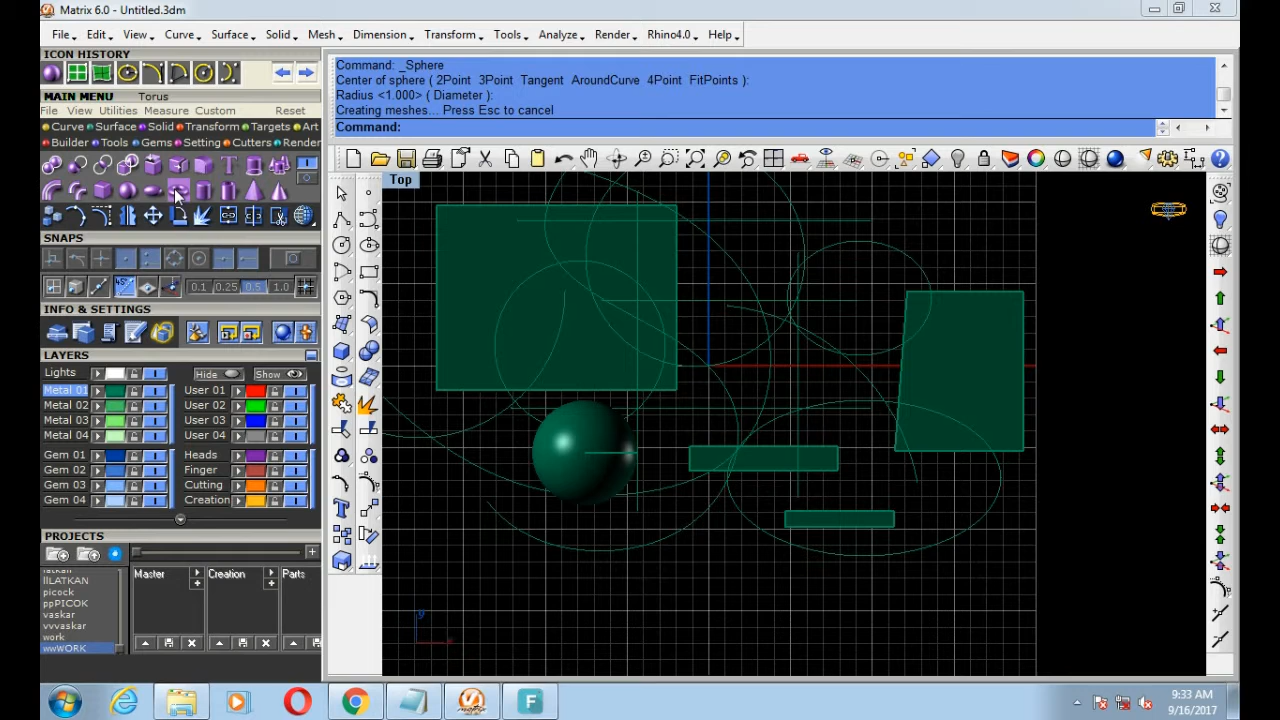 Matrix 6.0 - Untitled.3dm
File Edit View Curve Surface Solid Mesh Dimension Transform Tools Analyze Render Rhino4.0 Help
ICON HISTORY
MAIN MENU Torus
File View Utilities Measure Custom Reset
Curve Surface Solid Transform Targets Art
Builder Tools Gems Setting Cutters Render
SNAPS
45° 0.1 0.25 0.5 1.0
INFO & SETTINGS
LAYERS
Lights Hide Show
Metal 01 User 01
Metal 02 User 02
Metal 03 User 03
Metal 04 User 04
Gem 01 Heads
Gem 02 Finger
Gem 03 Cutting
Gem 04 Creation
PROJECTS
latkan
llLATKAN
picock
ppPICOK
vaskar
vvvaskar
work
wwWORK
Master Creation Parts
Command: _Sphere
Center of sphere ( 2Point 3Point Tangent AroundCurve 4Point FitPoints ):
Radius <1.000> ( Diameter ):
Creating meshes... Press Esc to cancel
Command:
Top
9:33 AM
9/16/2017